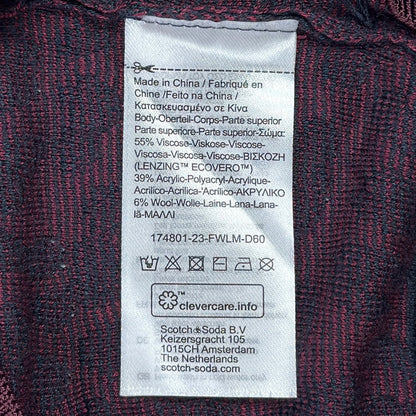 Made in China / Fabriqué en
Chine /Feito na China /
Κατασκευασμένο σε Κίνα
Body-Oberteil-Corps-Parte superior
Parte superiore-Parte superior-Σώμα:
55% Viscose-Viskose-Viscose-
Viscosa-Viscosa-Viscose-ΒΙΣΚΟΖΗ
(LENZING™ ECOVERO™)
39% Acrylic-Polyacryl-Acrylique-
Acrilico-Acrilica-'Acrílico-ΑΚΡΥΛΙΚΟ
6% Wool-Wolle-Laine-Lana-Lana-
lã-ΜΑΛΛΙ
174801-23-FWLM-D60
™
clevercare.info
Scotch & Soda B.V
Keizersgracht 105
1015CH Amsterdam
The Netherlands
scotch-soda.com